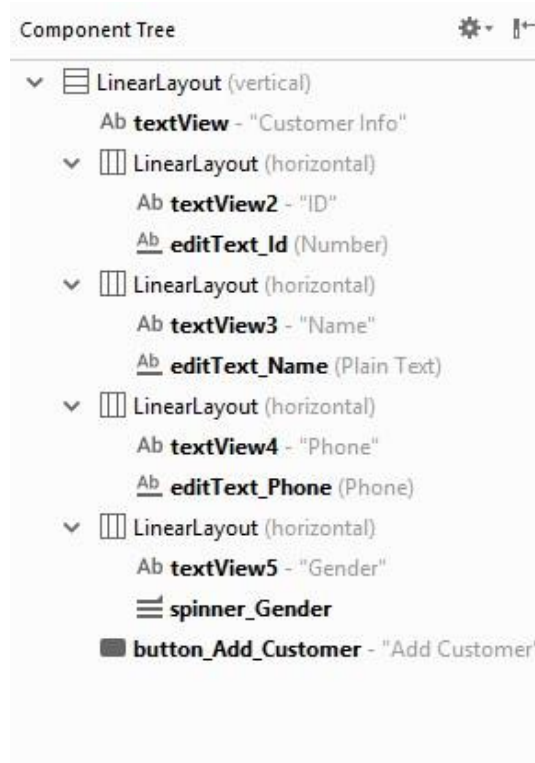 Component Tree
LinearLayout (vertical)
Ab textView - "Customer Info"
LinearLayout (horizontal)
Ab textView2 - "ID"
Ab editText_Id (Number)
LinearLayout (horizontal)
Ab textView3 - "Name"
Ab editText_Name (Plain Text)
LinearLayout (horizontal)
Ab textView4 - "Phone"
Ab editText_Phone (Phone)
LinearLayout (horizontal)
Ab textView5 - "Gender"
spinner_Gender
button_Add_Customer - "Add Customer"